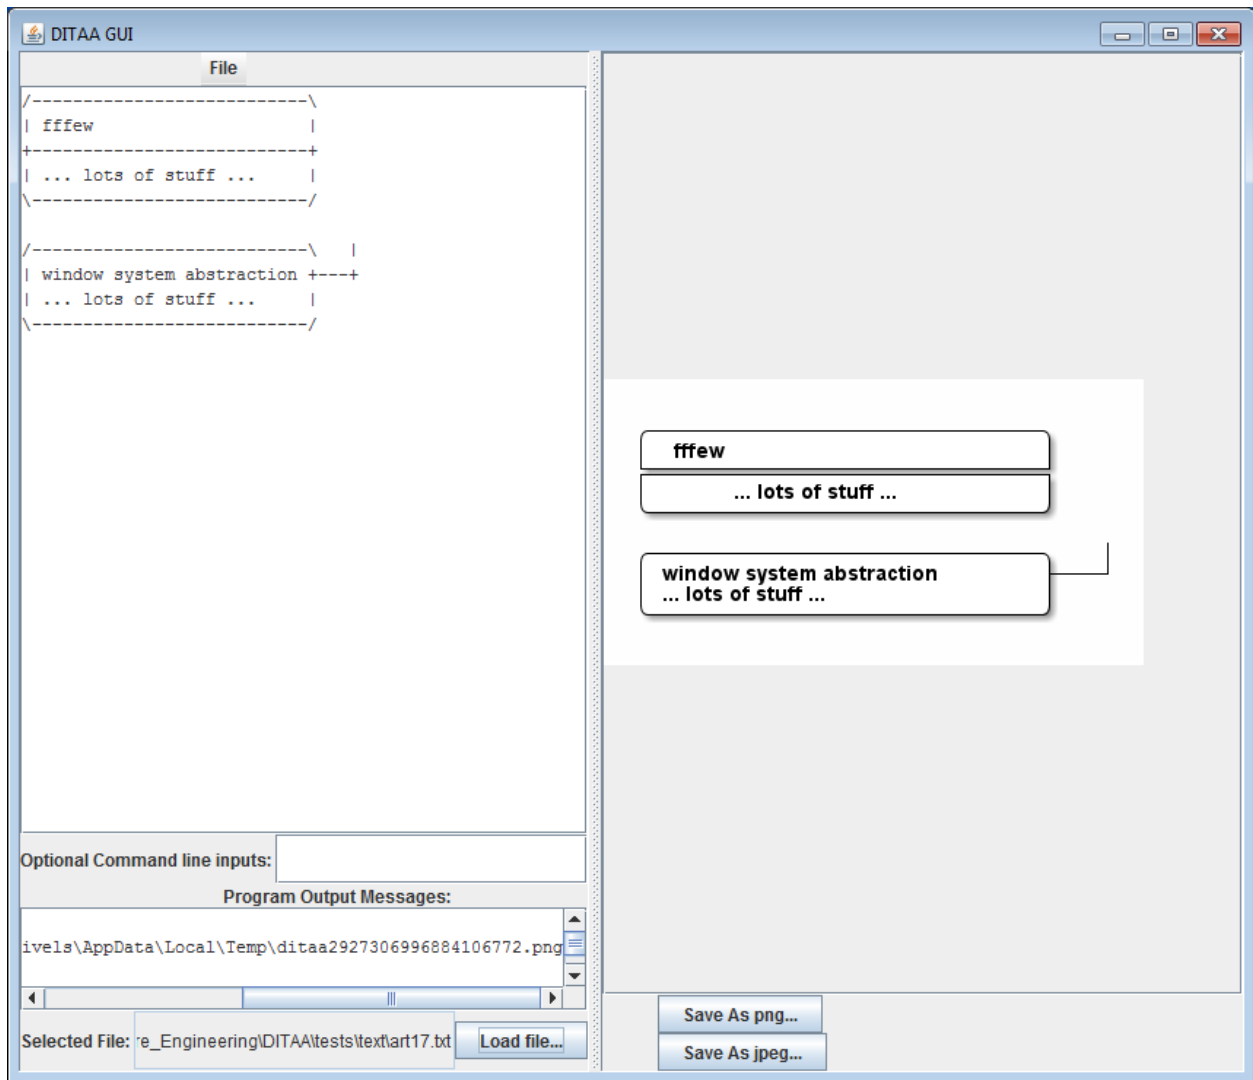 DITAA GUI
File
/---------------------------\
| fffew                     |
+---------------------------+
| ... lots of stuff ...     |
\---------------------------/
/---------------------------\   |
| window system abstraction +---+
| ... lots of stuff ...     |
\---------------------------/
Optional Command line inputs:
Program Output Messages:
ivels\AppData\Local\Temp\ditaa2927306996884106772.png
Selected File: re_Engineering\DITAA\tests\text\art17.txt Load file...
fffew
... lots of stuff ...
window system abstraction
... lots of stuff ...
Save As png...
Save As jpeg...